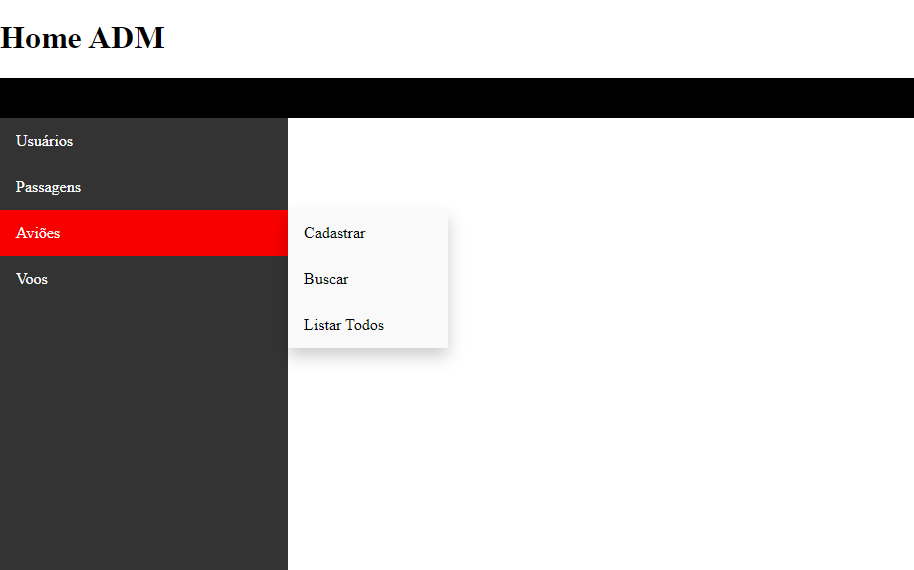 Home ADM
Usuários
Passagens
Aviões
Cadastrar
Voos
Buscar
Listar Todos